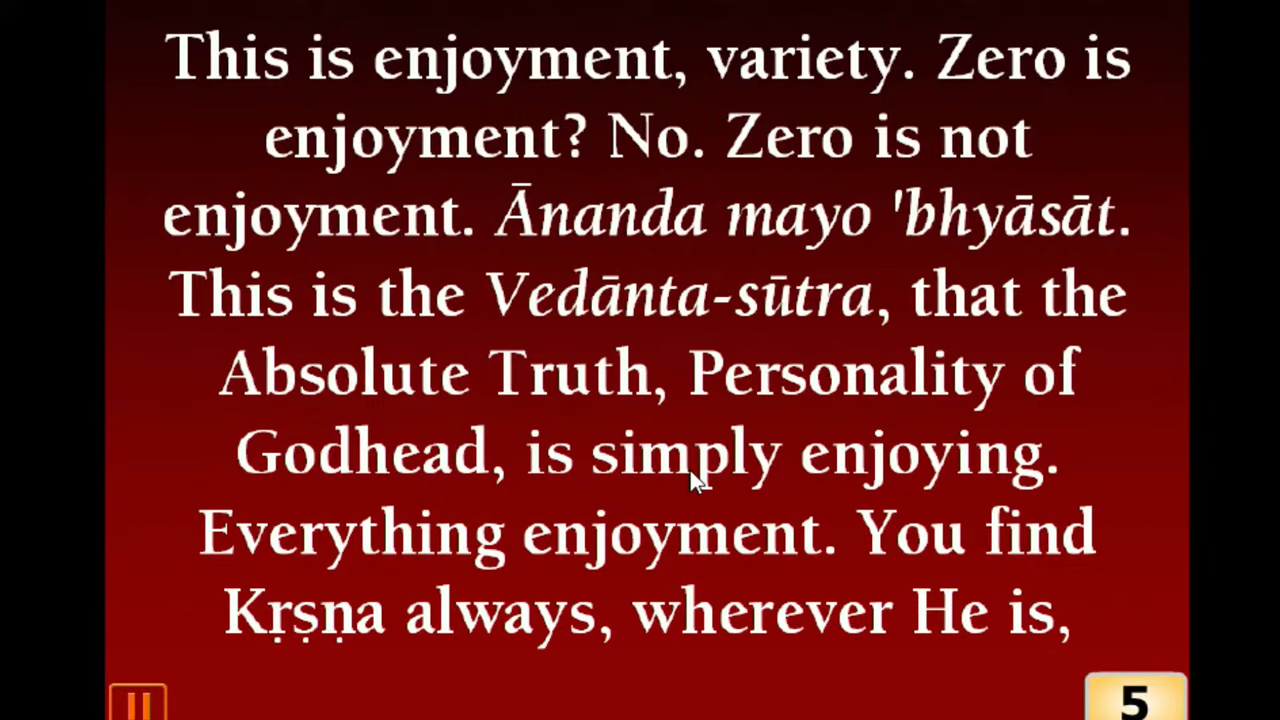 This is enjoyment, variety. Zero is
enjoyment? No. Zero is not
enjoyment. Ānanda mayo 'bhyāsāt.
This is the Vedānta-sūtra, that the
Absolute Truth, Personality of
Godhead, is simply enjoying.
Everything enjoyment. You find
Kṛṣṇa always, wherever He is,
5